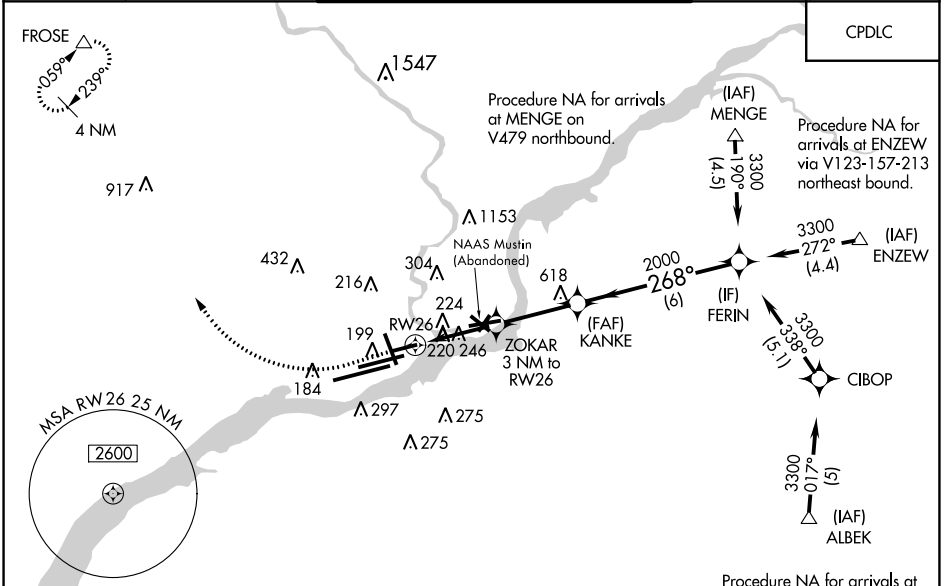 CPDLC
FROSE
059°
239°
4 NM
1547
Procedure NA for arrivals
at MENGE on
V479 northbound.
(IAF)
MENGE
3300
190°
(4.5)
Procedure NA for
arrivals at ENZEW
via V123-157-213
northeast bound.
917
1153
NAAS Mustin
(Abandoned)
3300
272°
(4.4)
(IAF)
ENZEW
432
216
304
618
2000
268°
(6)
(IF)
FERIN
224
RW26
199
220
246
(FAF)
KANKE
ZOKAR
3 NM to
RW26
3300
338°
(5.1)
CIBOP
184
297
275
275
MSA RW26 25 NM
2600
3300
017°
(5)
(IAF)
ALBEK
Procedure NA for arrivals at